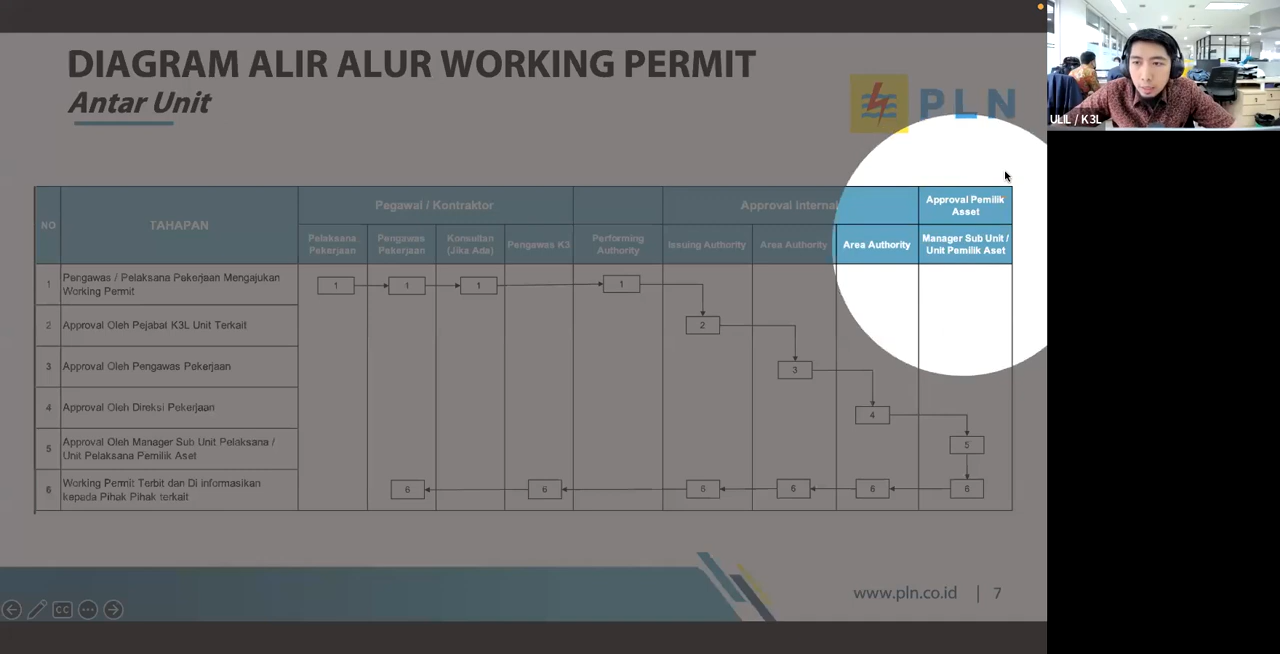 DIAGRAM ALIR ALUR WORKING PERMIT
Antar Unit
PLN
ULIL / K3L
NO
TAHAPAN
Pegawai / Kontraktor
Approval Internal
Approval Pemilik
Asset
Pelaksana
Pekerjaan
Pengawas
Pekerjaan
Konsultan
(Jika Ada)
Pengawas K3
Performing
Authority
Issuing Authority
Area Authority
Area Authority
Manager Sub Unit /
Unit Pemilik Aset
1
Pengawas / Pelaksana Pekerjaan Mengajukan
Working Permit
1
1
1
1
2
Approval Oleh Pejabat K3L Unit Terkait
2
3
Approval Oleh Pengawas Pekerjaan
3
4
Approval Oleh Direksi Pekerjaan
4
5
Approval Oleh Manager Sub Unit Pelaksana /
Unit Pelaksana Pemilik Aset
5
6
Working Permit Terbit dan Di informasikan
kepada Pihak Pihak terkait
6
6
6
6
6
6
CC
www.pln.co.id | 7